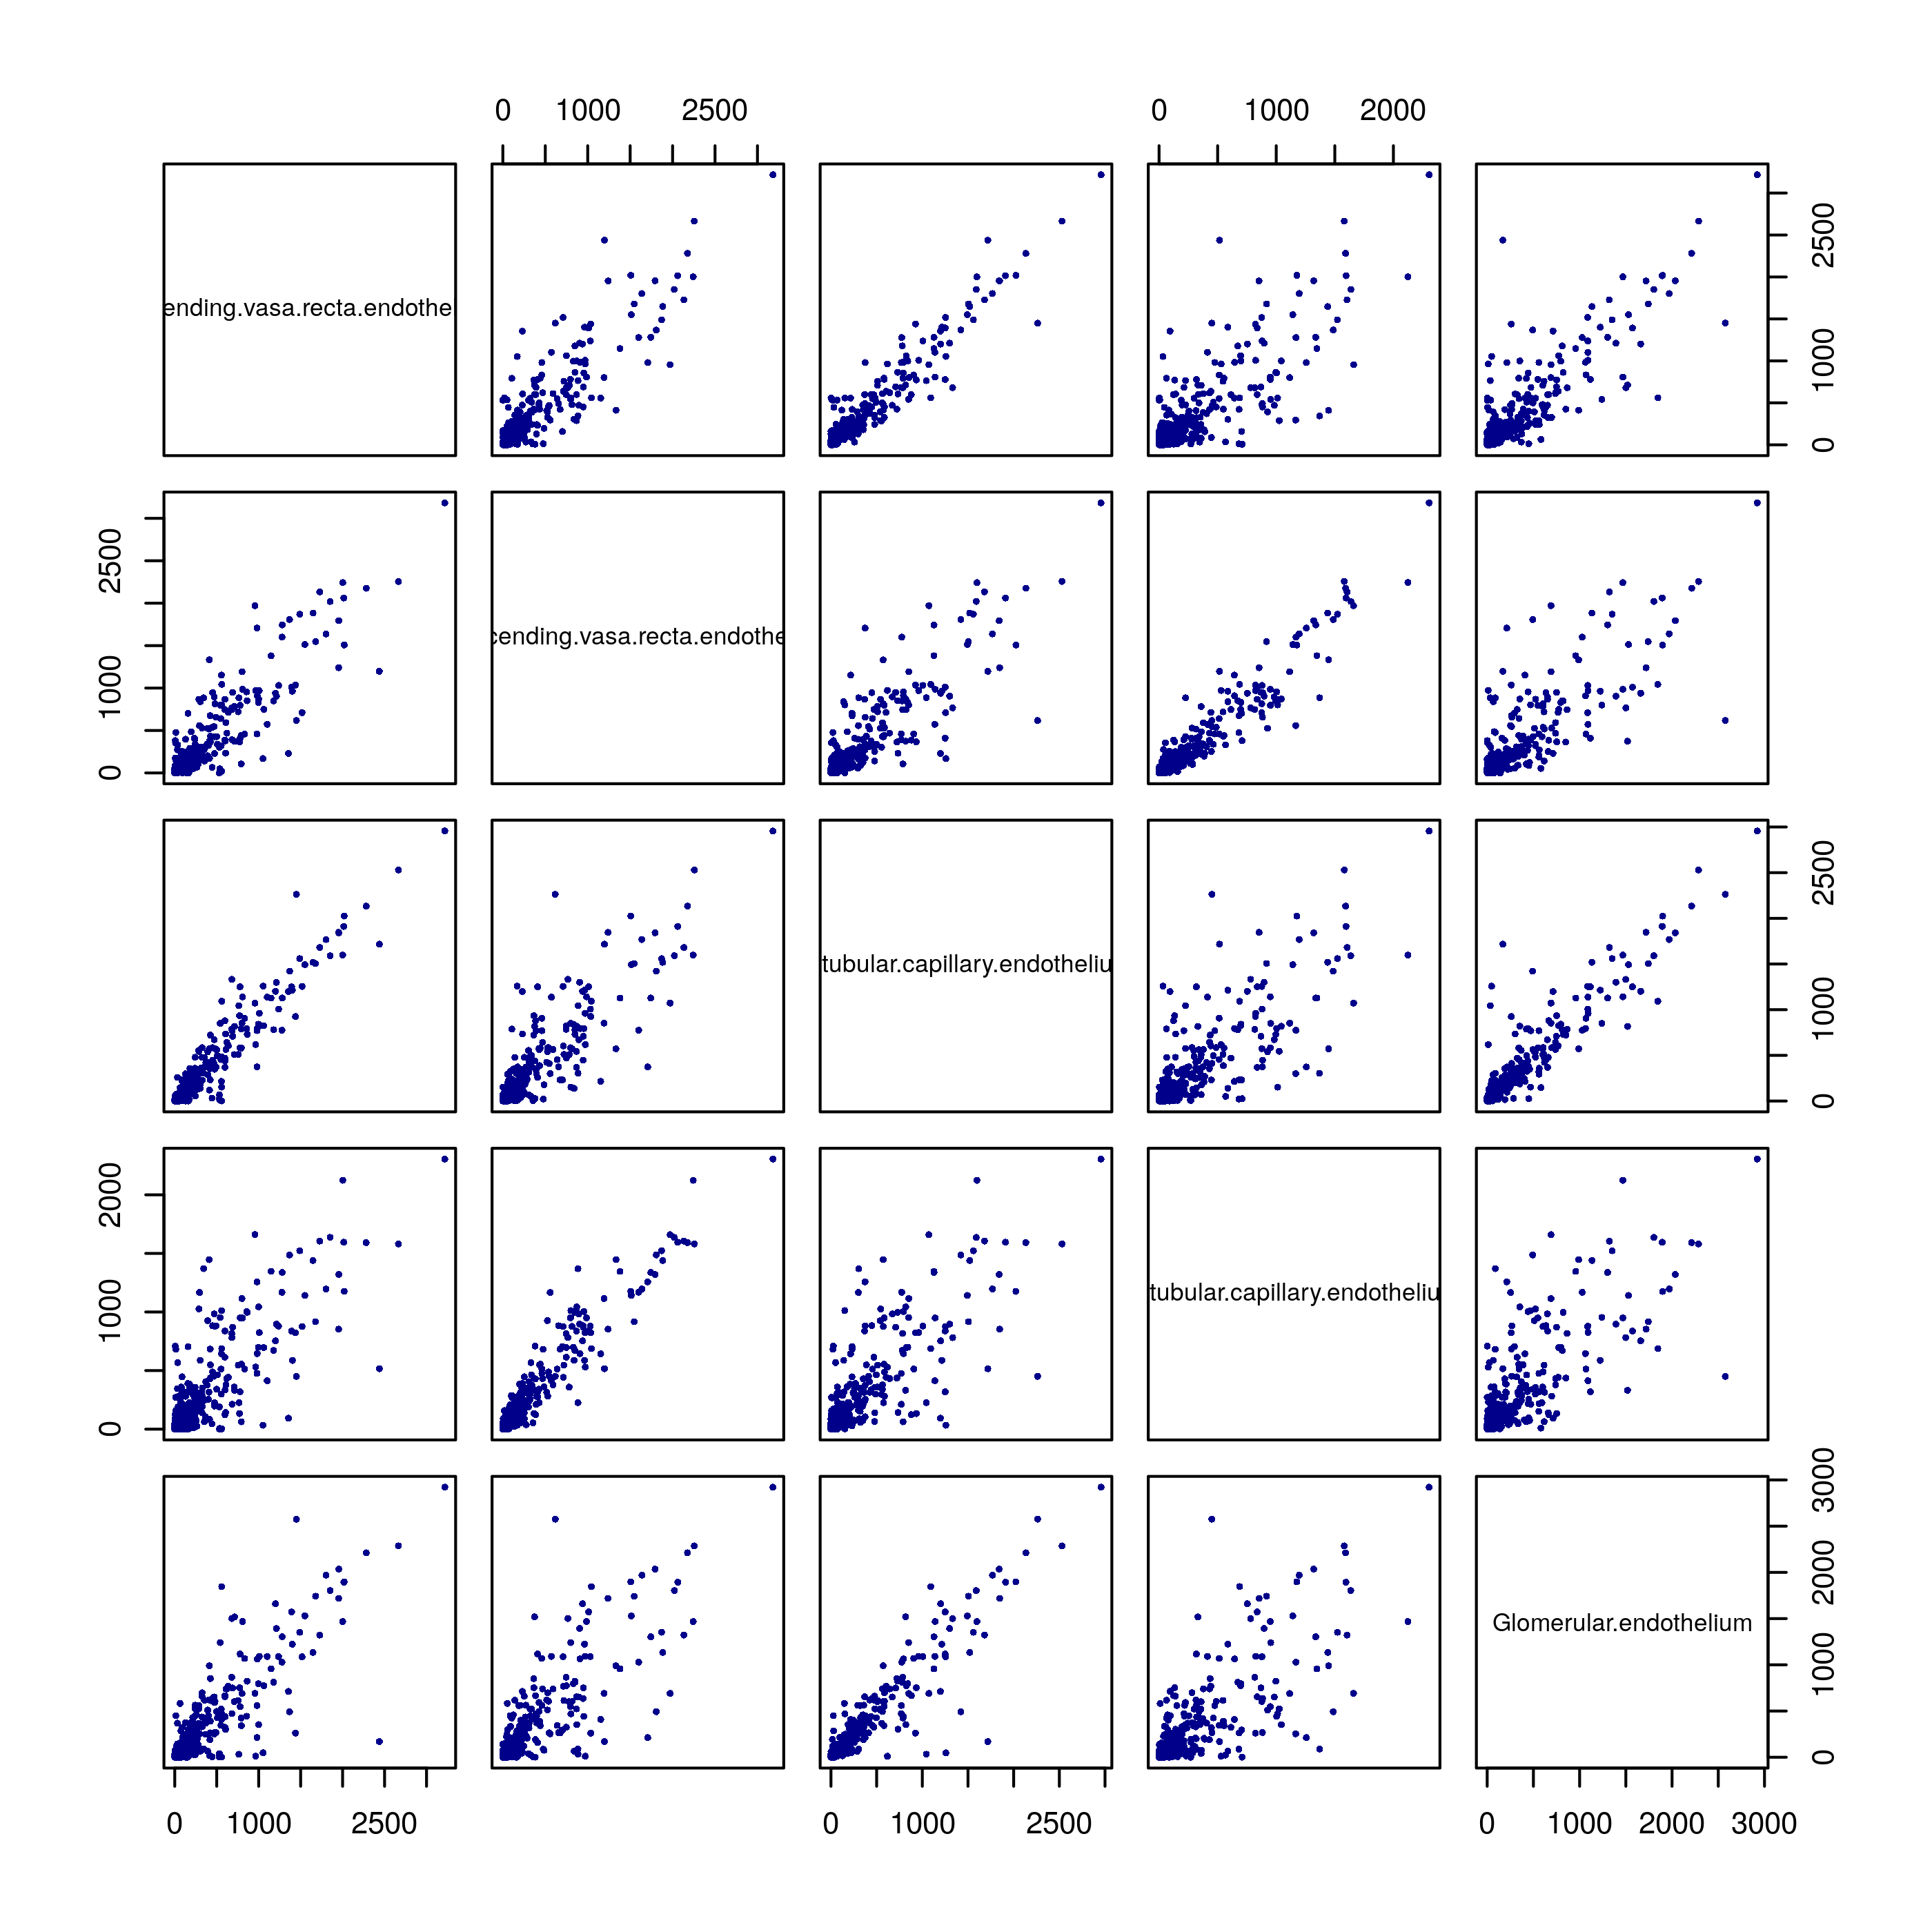 0 1000 2500 0 1000 2000
ending.vasa.recta.endothe
0 1000 2500
0 1000 2500
cending.vasa.recta.endothe
tubular.capillary.endotheliu
0 1000 2500
0 1000 2000
tubular.capillary.endotheliu
Glomerular.endothelium
0 1000 2000 3000
0 1000 2500 0 1000 2500 0 1000 2000 3000